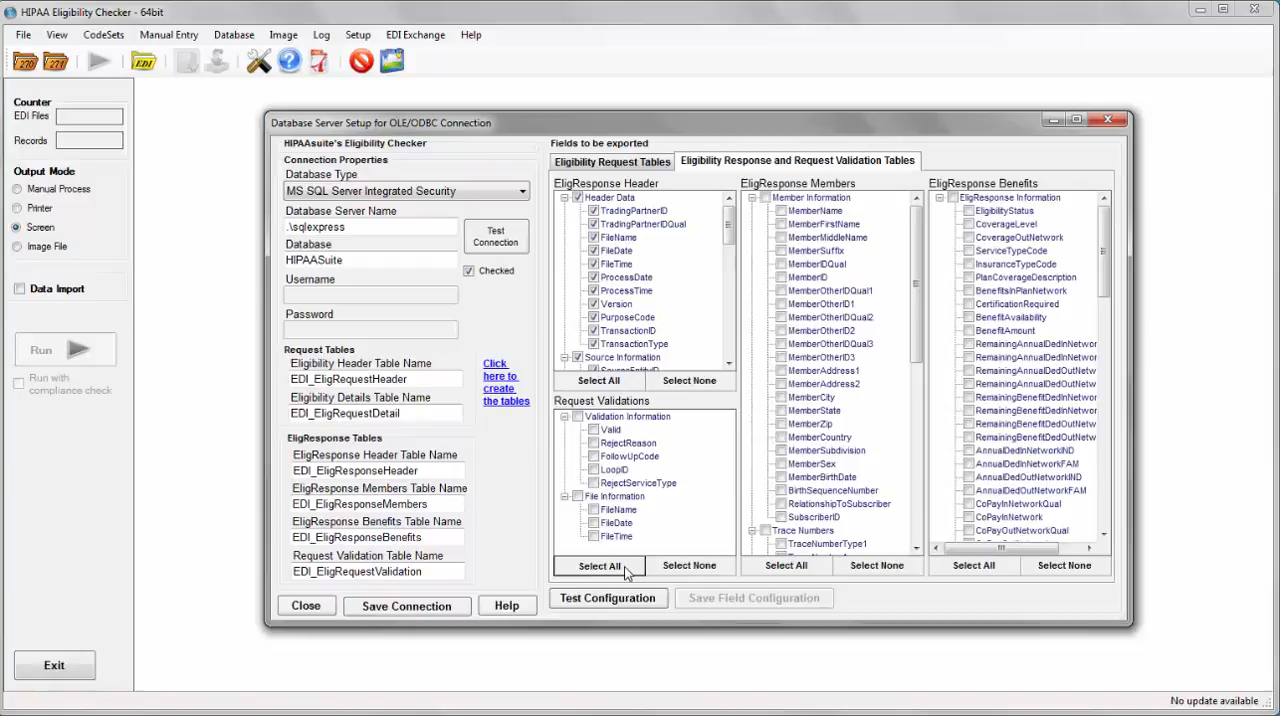 HIPAA Eligibility Checker - 64bit
File View CodeSets Manual Entry Database Image Log Setup EDI Exchange Help
270 271 EDI
Counter
EDI Files
Records
Output Mode
Manual Process
Printer
Screen
Image File
Data Import
Run
Run with
compliance check
Exit
Database Server Setup for OLE/ODBC Connection
HIPAAsuite's Eligibility Checker
Connection Properties
Database Type
MS SQL Server Integrated Security
Database Server Name
.\sqlexpress
Test
Connection
Database
HIPAASuite
Checked
Username
Password
Request Tables
Eligibility Header Table Name
EDI_EligRequestHeader
Eligibility Details Table Name
EDI_EligRequestDetail
Click
here to
create
the tables
EligResponse Tables
EligResponse Header Table Name
EDI_EligResponseHeader
EligResponse Members Table Name
EDI_EligResponseMembers
EligResponse Benefits Table Name
EDI_EligResponseBenefits
Request Validation Table Name
EDI_EligRequestValidation
Close Save Connection Help
Fields to be exported
Eligibility Request Tables Eligibility Response and Request Validation Tables
EligResponse Header
Header Data
TradingPartnerID
TradingPartnerIDQual
FileName
FileDate
FileTime
ProcessDate
ProcessTime
Version
PurposeCode
TransactionID
TransactionType
Source Information
Select All Select None
Request Validations
Validation Information
Valid
RejectReason
FollowUpCode
LoopID
RejectServiceType
File Information
FileName
FileDate
FileTime
Select All Select None
EligResponse Members
Member Information
MemberName
MemberFirstName
MemberMiddleName
MemberSuffix
MemberIDQual
MemberID
MemberOtherIDQual1
MemberOtherID1
MemberOtherIDQual2
MemberOtherID2
MemberOtherIDQual3
MemberOtherID3
MemberAddress1
MemberAddress2
MemberCity
MemberState
MemberZip
MemberCountry
MemberSubdivision
MemberSex
MemberBirthDate
BirthSequenceNumber
RelationshipToSubscriber
SubscriberID
Trace Numbers
TraceNumberType1
Select All Select None
EligResponse Benefits
EligResponse Information
EligibilityStatus
CoverageLevel
CoverageOutNetwork
ServiceTypeCode
InsuranceTypeCode
PlanCoverageDescription
BenefitsInPlanNetwork
CertificationRequired
BenefitAvailability
BenefitAmount
RemainingAnnualDedInNetwor
RemainingAnnualDedInNetwor
RemainingAnnualDedOutNetw
RemainingAnnualDedOutNetw
RemainingBenefitDedInNetwo
RemainingBenefitDedInNetwo
RemainingBenefitDedOutNetw
RemainingBenefitDedOutNetw
AnnualDedInNetworkIND
AnnualDedInNetworkFAM
AnnualDedOutNetworkIND
AnnualDedOutNetworkFAM
CoPayInNetworkQual
CoPayInNetwork
CoPayOutNetworkQual
Select All Select None
Test Configuration Save Field Configuration
No update available